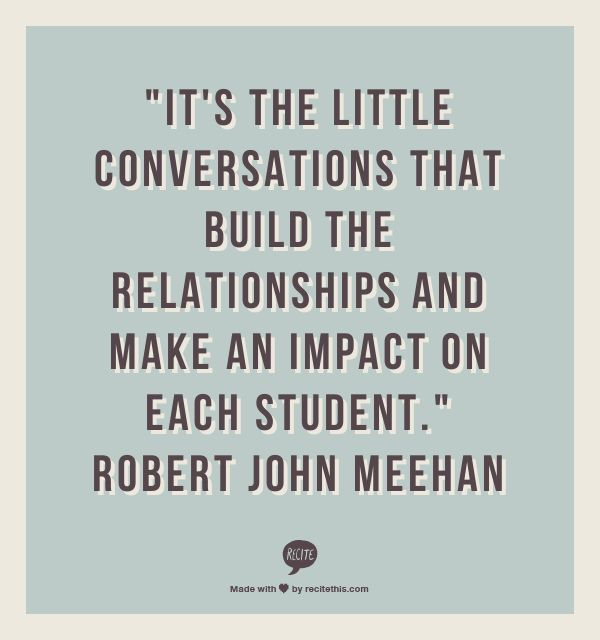 "IT'S THE LITTLE
CONVERSATIONS THAT
BUILD THE
RELATIONSHIPS AND
MAKE AN IMPACT ON
EACH STUDENT."
ROBERT JOHN MEEHAN
RECITE
Made with ♥ by recitethis.com